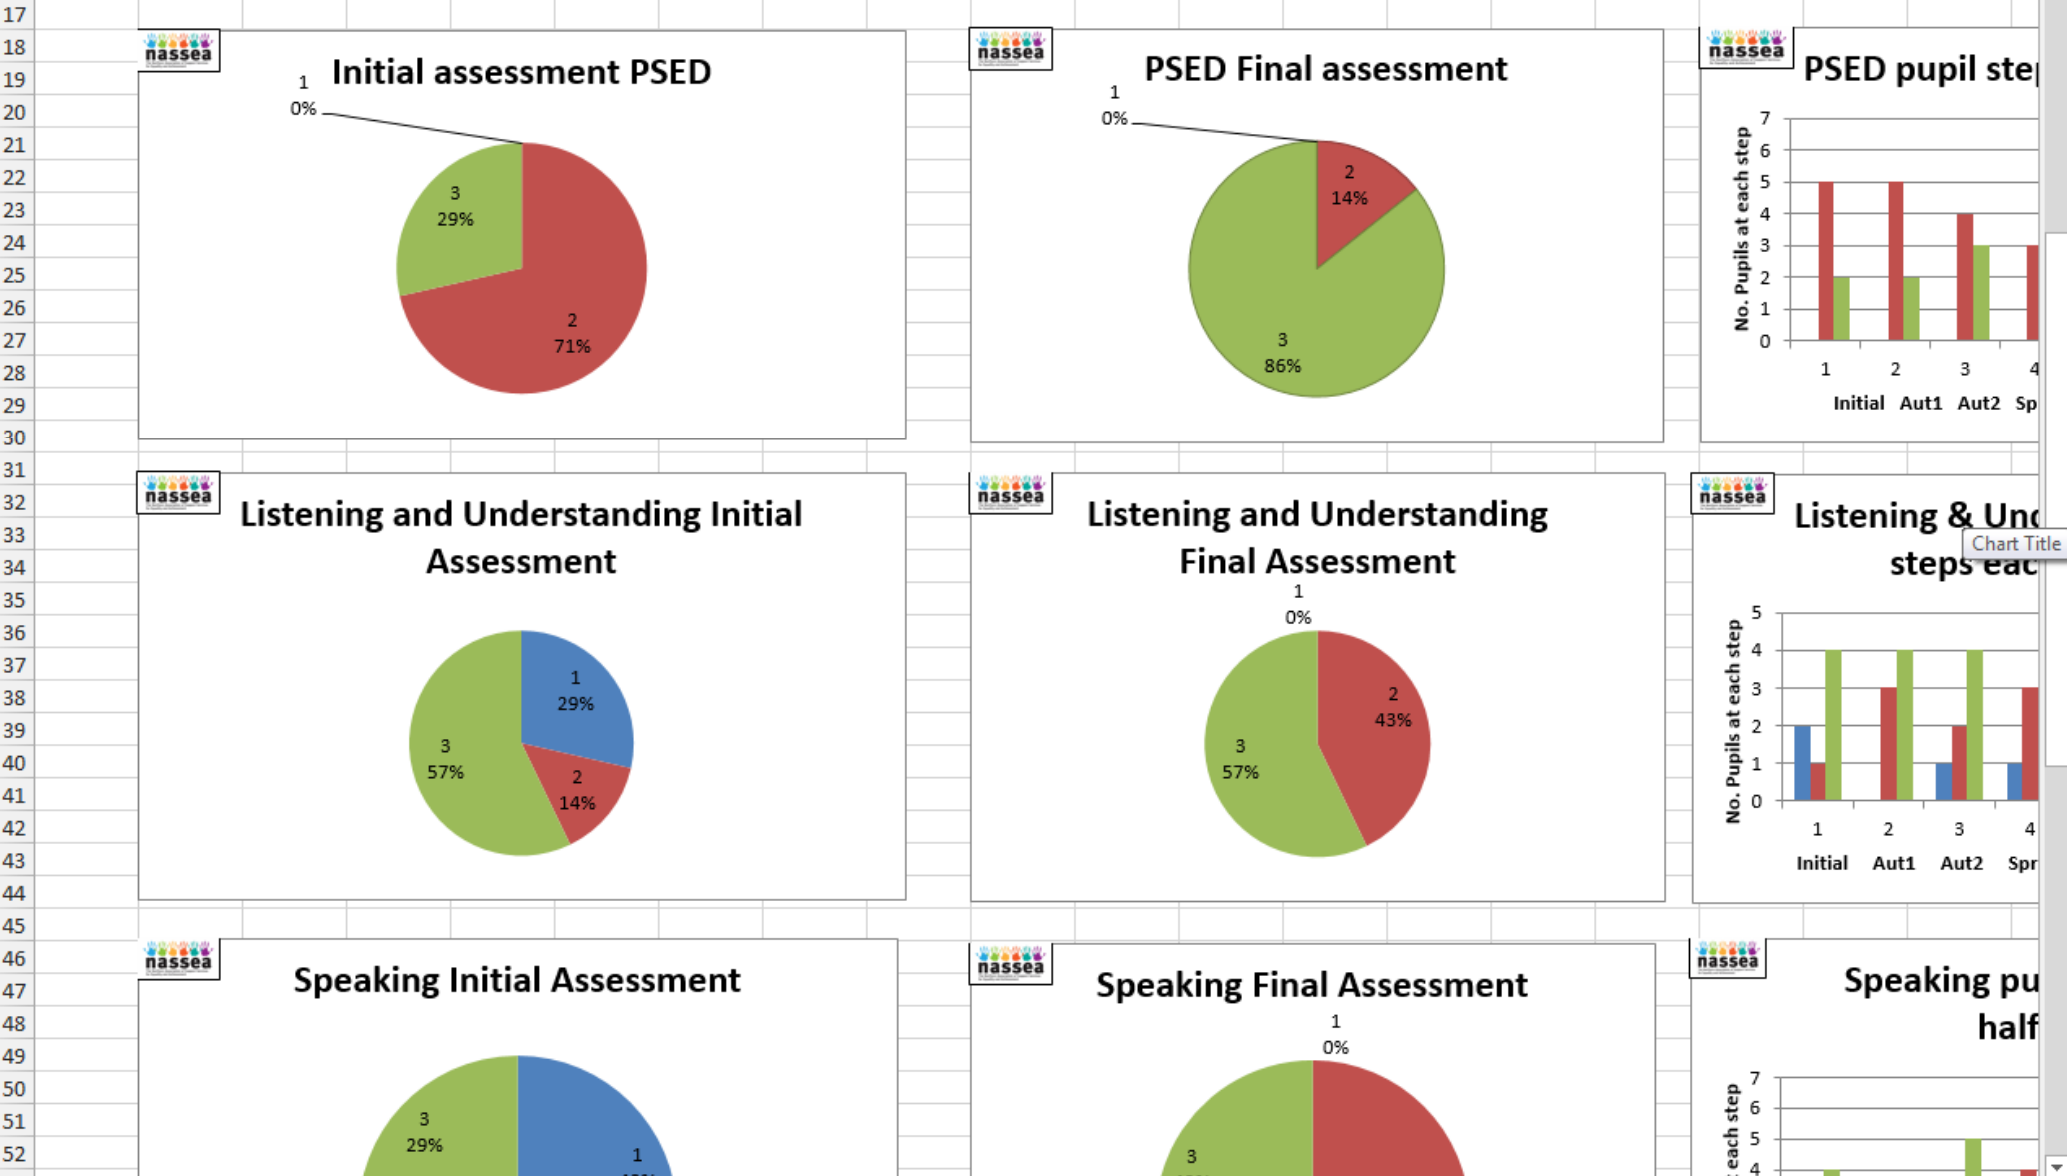 17
18
19
20
21
22
23
24
25
26
27
28
29
30
31
32
33
34
35
36
37
38
39
40
41
42
43
44
45
46
47
48
49
50
51
52
nassea
Initial assessment PSED
1
0%
3
29%
2
71%
nassea
PSED Final assessment
1
0%
2
14%
3
86%
nassea
PSED pupil step
No. Pupils at each step
7
6
5
4
3
2
1
0
1 2 3 4
Initial Aut1 Aut2 Sp
nassea
Listening and Understanding Initial
Assessment
1
29%
3
57%
2
14%
nassea
Listening and Understanding
Final Assessment
1
0%
2
43%
3
57%
nassea
Listening & Und
Chart Title
steps eac
No. Pupils at each step
5
4
3
2
1
0
1 2 3 4
Initial Aut1 Aut2 Spr
nassea
Speaking Initial Assessment
3
29%
1
nassea
Speaking Final Assessment
1
0%
3
nassea
Speaking pu
half
each step
7
6
5
4